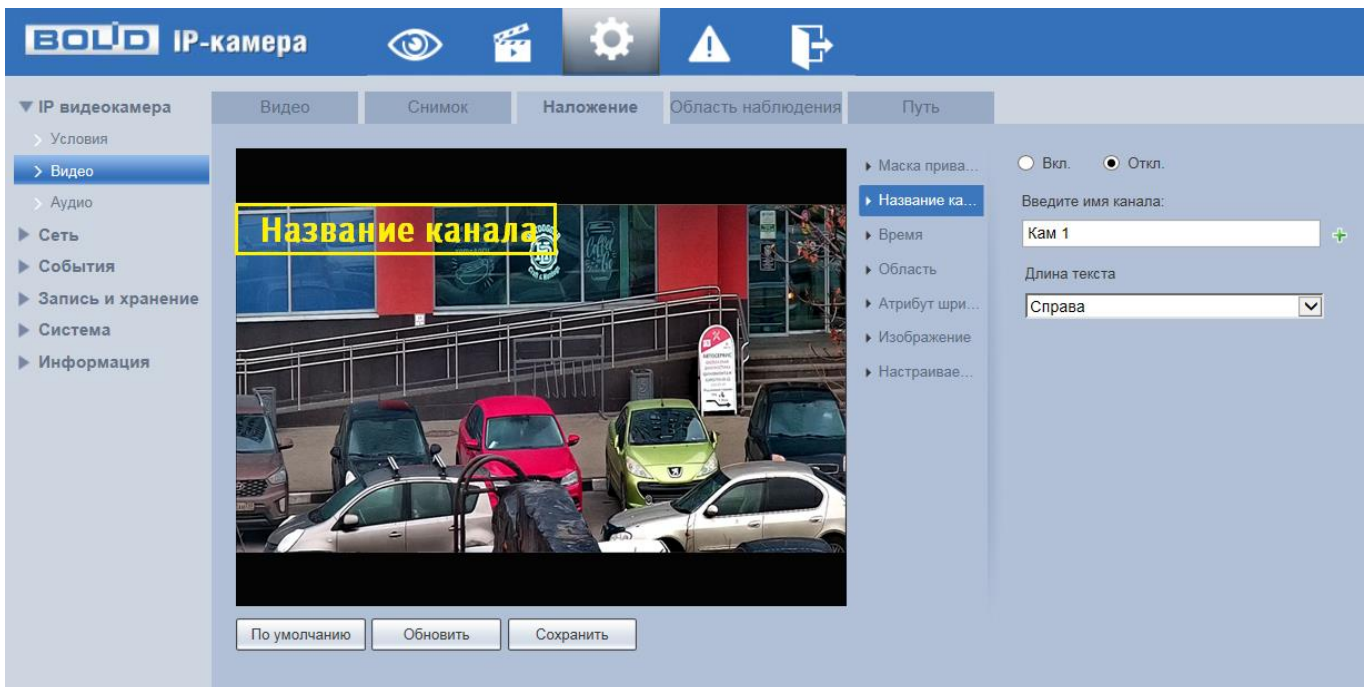 BOLID IP-камера
IP видеокамера
Условия
Видео
Аудио
Сеть
События
Запись и хранение
Система
Информация
Видео
Снимок
Наложение
Область наблюдения
Путь
Название канала
АВТОСЕРВИС
По умолчанию
Обновить
Сохранить
Маска прива...
Название ка...
Время
Область
Атрибут шри...
Изображение
Настраивае...
Вкл.
Откл.
Введите имя канала:
Кам 1
Длина текста
Справа